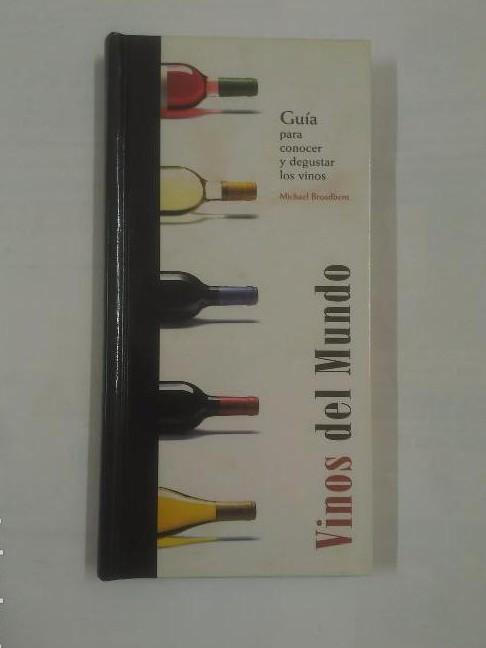 Guía
para
conocer
y degustar
los vinos
Michael Broadbent
Vinos del Mundo